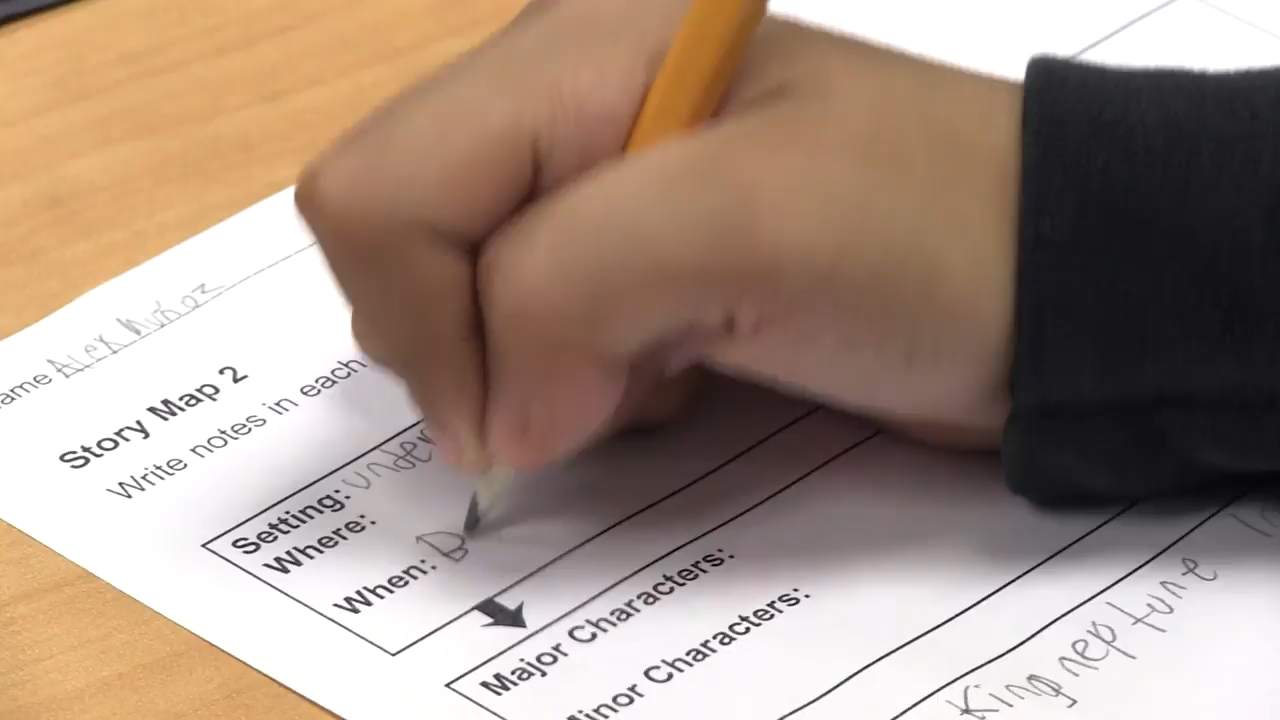 ame Alex Muñoz
Story Map 2
Write notes in each
Setting: under
Where:
When: D
Major Characters:
Minor Characters:
King neptune